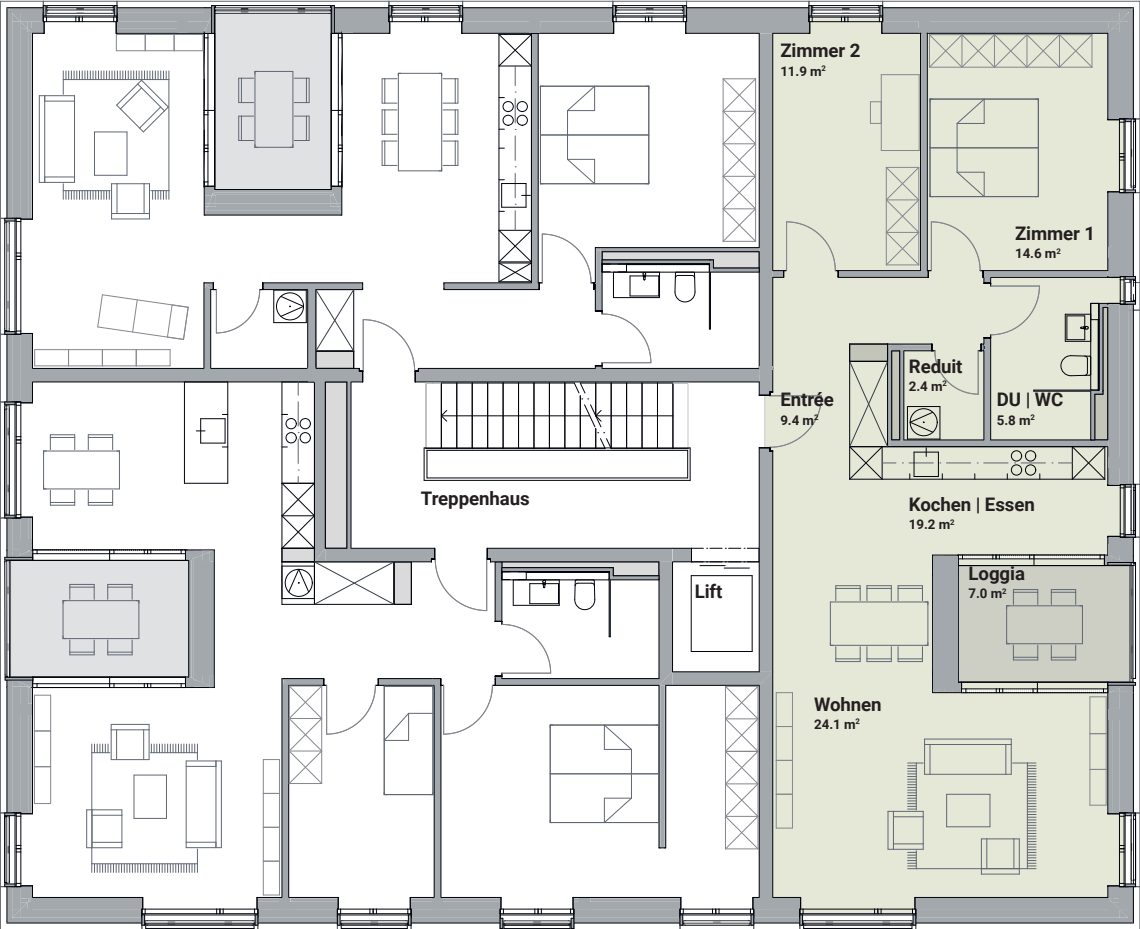 Zimmer 2
11.9 m²
Zimmer 1
14.6 m²
Reduit
2.4 m²
Entrée
9.4 m²
DU | WC
5.8 m²
Treppenhaus
Kochen | Essen
19.2 m²
Loggia
7.0 m²
Lift
Wohnen
24.1 m²